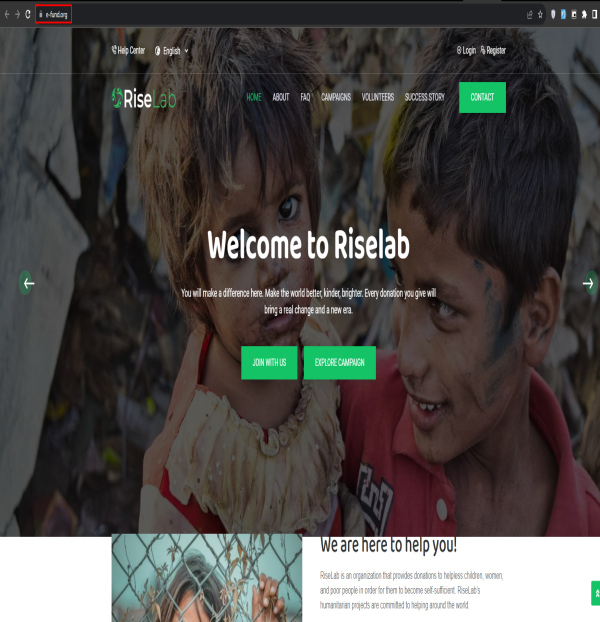 e-fund.org
Help Center English Login Register
RiseLab HOME ABOUT FAQ CAMPAIGNS VOLUNTEERS SUCCESS STORY CONTACT
Welcome to Riselab
You will make a difference here. Make the world better, kinder, brighter. Every donation you give will
bring a real change and a new era.
JOIN WITH US EXPLORE CAMPAIGN
We are here to help you!
RiseLab is an organization that provides donations to helpless children, women,
and poor people in order for them to become self-sufficient. RiseLab's
humanitarian projects are committed to helping around the world